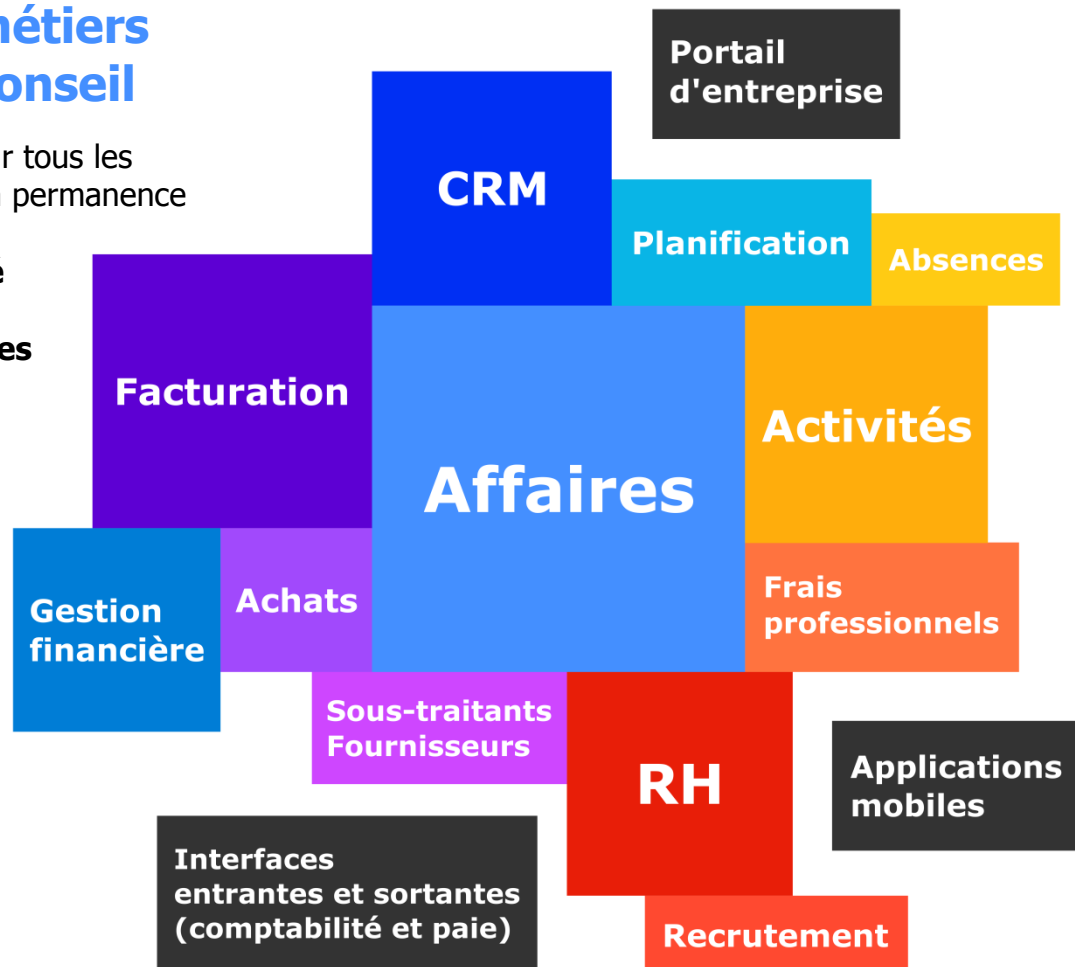 métiers
onseil
r tous les
permanence
es
Portail
d'entreprise
CRM
Planification
Absences
Facturation
Affaires
Activités
Gestion
financière
Achats
Frais
professionnels
Sous-traitants
Fournisseurs
RH
Applications
mobiles
Interfaces
entrantes et sortantes
(comptabilité et paie)
Recrutement